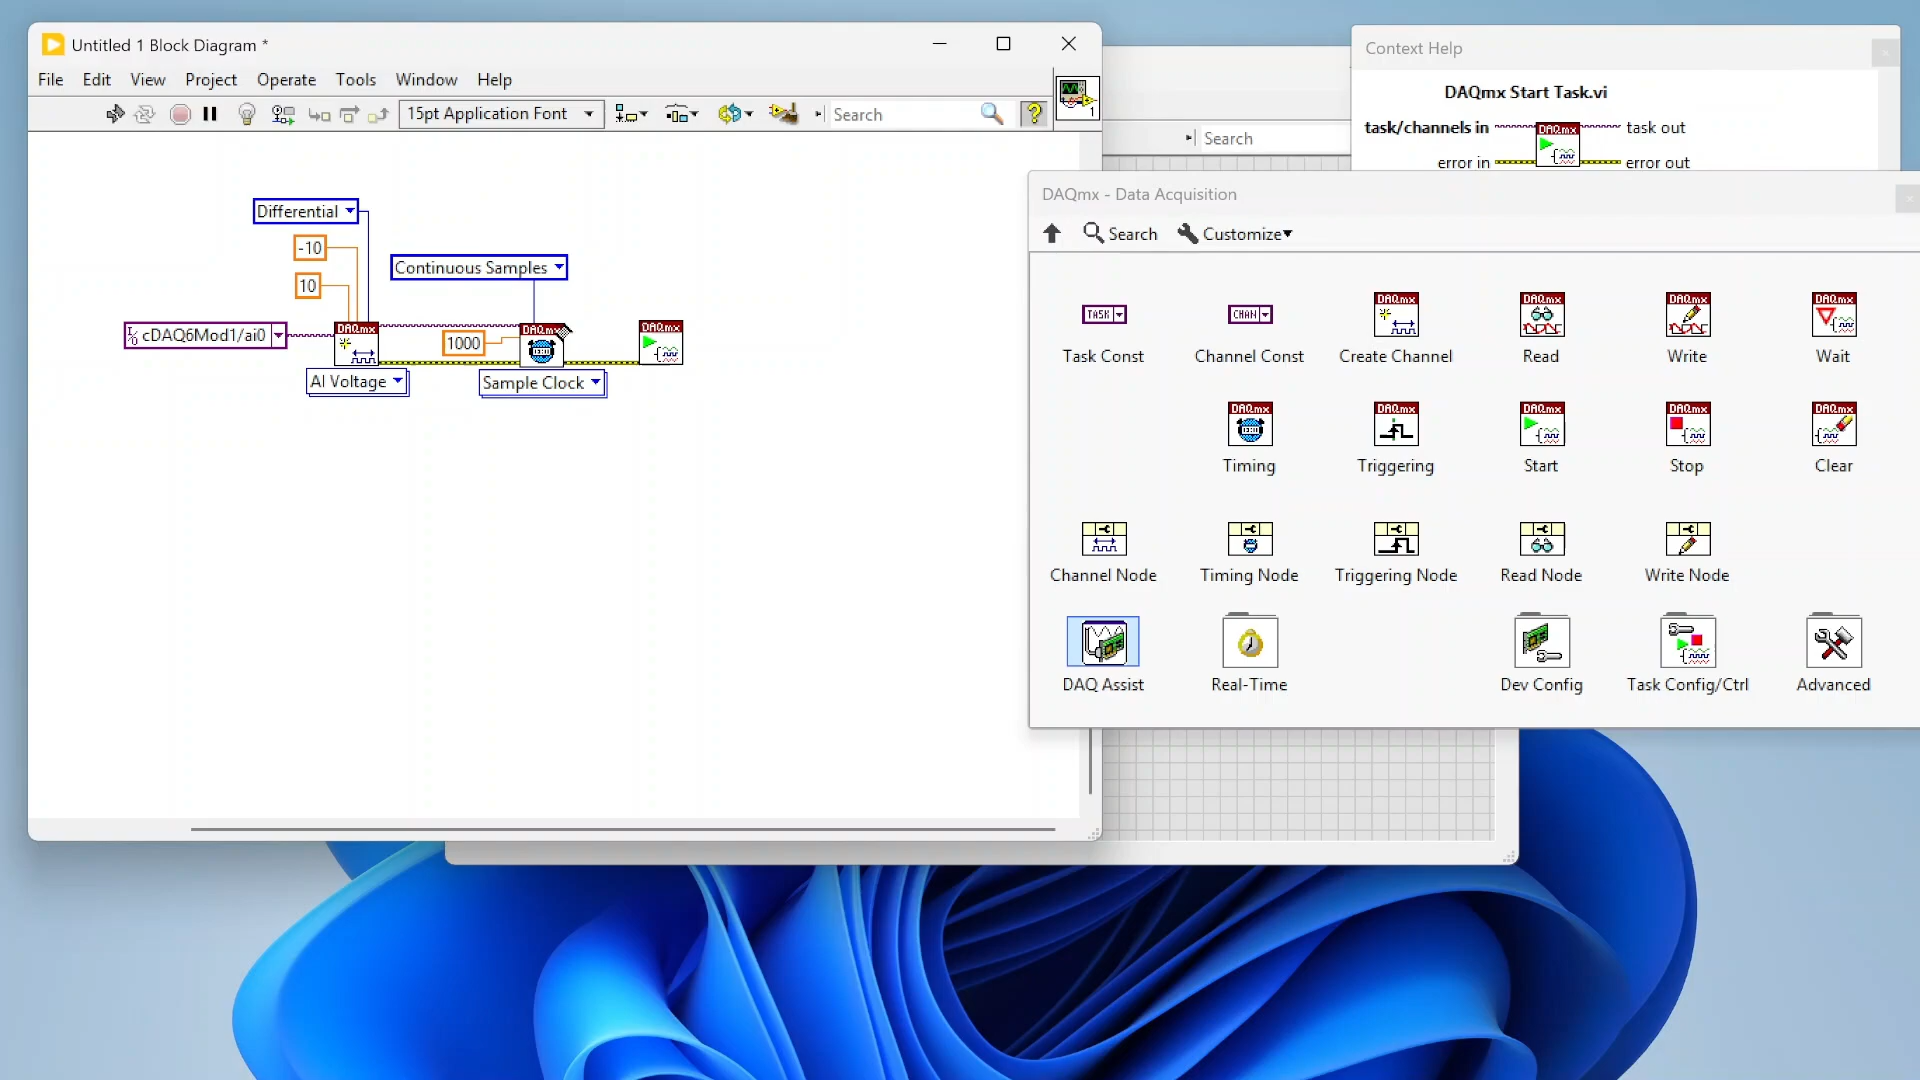 Untitled 1 Block Diagram *
File Edit View Project Operate Tools Window Help
15pt Application Font
Search
?
1
Differential
-10
10
Continuous Samples
I/O cDAQ6Mod1/ai0
DAQmx
1000
DAQmx
DAQmx
AI Voltage
Sample Clock
Search
Context Help
DAQmx Start Task.vi
task/channels in
DAQmx
task out
error in
error out
DAQmx - Data Acquisition
Search
Customize
TASK
CHAN
DAQmx
DAQmx
DAQmx
DAQmx
Task Const
Channel Const
Create Channel
Read
Write
Wait
DAQmx
DAQmx
DAQmx
DAQmx
DAQmx
Timing
Triggering
Start
Stop
Clear
Channel Node
Timing Node
Triggering Node
Read Node
Write Node
DAQ Assist
Real-Time
Dev Config
Task Config/Ctrl
Advanced